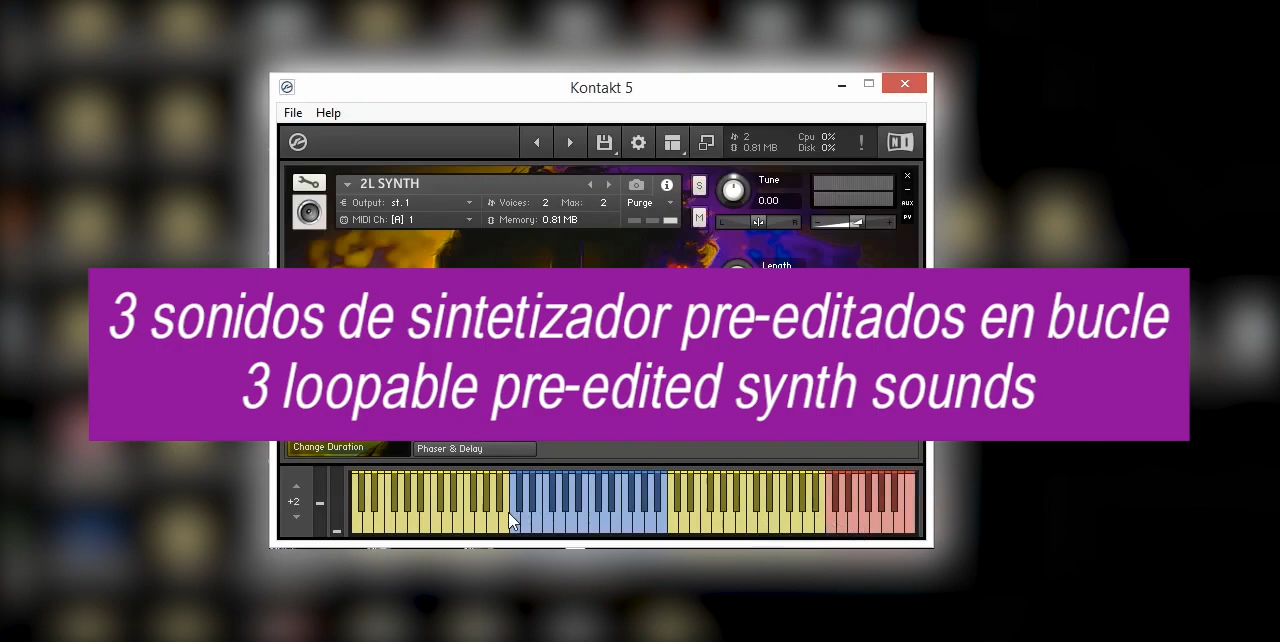 Kontakt 5
File Help
2 Cpu 0%
0.81 MB Disk 0%
2L SYNTH
S
Tune
Output: st. 1 Voices: 2 Max: 2 Purge
0.00
AUX
MIDI Ch: [A] 1 Memory: 0.81 MB
M
L R
PV
Length
3 sonidos de sintetizador pre-editados en bucle
3 loopable pre-edited synth sounds
Change Duration Phaser & Delay
+2